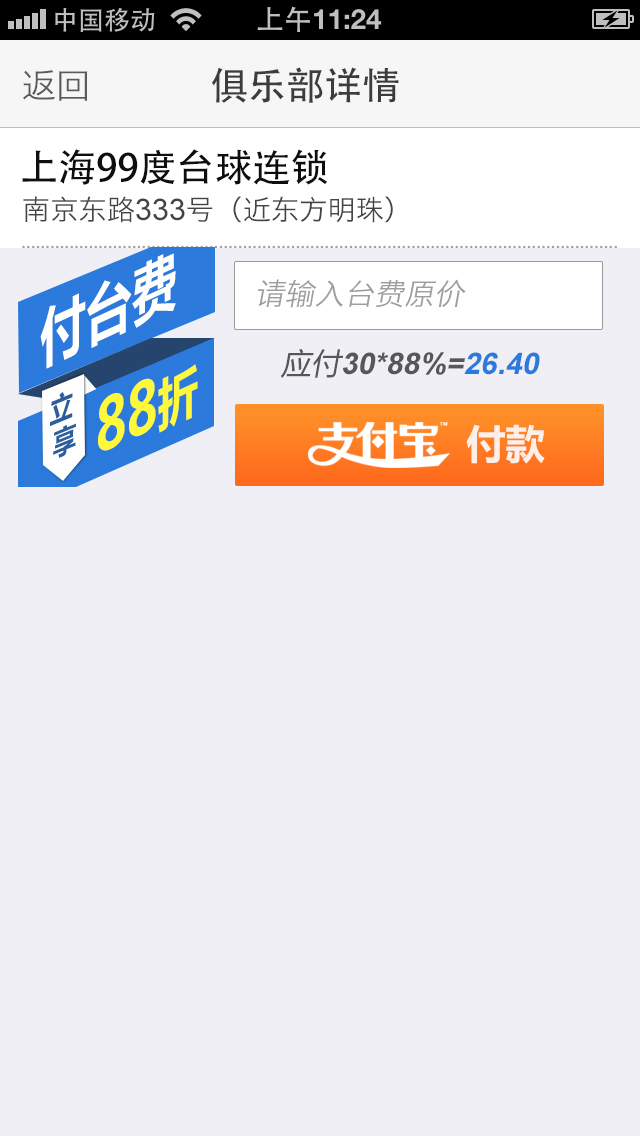 中国移动 上午11:24
返回 俱乐部详情
上海99度台球连锁
南京东路333号（近东方明珠）
付台费
立享
88折
请输入台费原价
应付30*88%=26.40
支付宝™ 付款